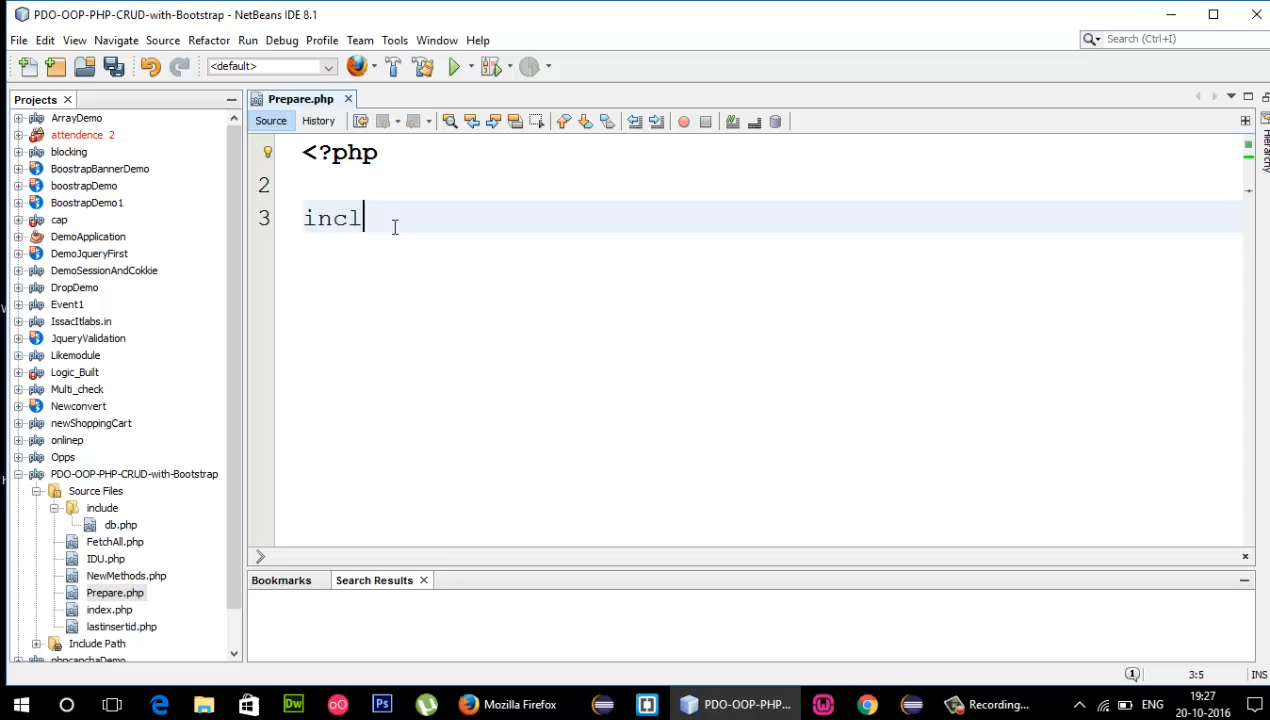 PDO-OOP-PHP-CRUD-with-Bootstrap - NetBeans IDE 8.1
File Edit View Navigate Source Refactor Run Debug Profile Team Tools Window Help
Search (Ctrl+I)
<default>
Projects
Prepare.php
ArrayDemo
attendence 2
blocking
BoostrapBannerDemo
boostrapDemo
BoostrapDemo1
cap
DemoApplication
DemoJqueryFirst
DemoSessionAndCokkie
DropDemo
Event1
IssacItlabs.in
JqueryValidation
Likemodule
Logic_Built
Multi_check
Newconvert
newShoppingCart
onlinep
Opps
PDO-OOP-PHP-CRUD-with-Bootstrap
Source Files
include
db.php
FetchAll.php
IDU.php
NewMethods.php
Prepare.php
index.php
lastinsertid.php
Include Path
phpcapchaDemo
Source History
<?php
2
3 incl
Hierarchy
Bookmarks Search Results
1 3:5 INS
Dw Ps Mozilla Firefox PDO-OOP-PHP-... Recording... ENG
19:27
20-10-2016